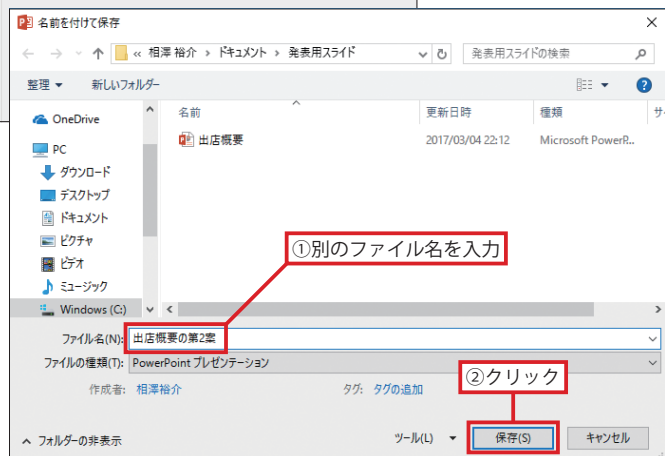 名前を付けて保存
« 相澤 裕介 › ドキュメント › 発表用スライド
発表用スライドの検索
整理 新しいフォルダー
名前 更新日時 種類 サ
OneDrive
出店概要 2017/03/04 22:12 Microsoft PowerP...
PC
ダウンロード
デスクトップ
ドキュメント
ピクチャ
ビデオ
ミュージック
Windows (C:)
①別のファイル名を入力
ファイル名(N): 出店概要の第2案
ファイルの種類(T): PowerPoint プレゼンテーション
作成者: 相澤裕介 タグ: タグの追加
②クリック
フォルダーの非表示 ツール(L) 保存(S) キャンセル